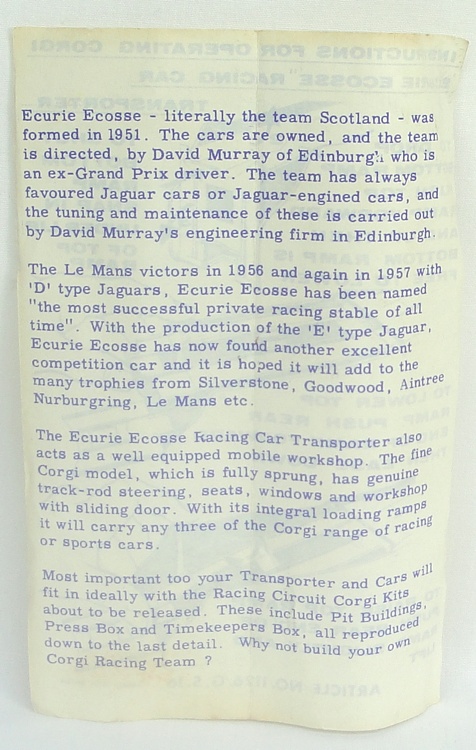 Ecurie Ecosse - literally the team Scotland - was
formed in 1951. The cars are owned, and the team
is directed, by David Murray of Edinburgh who is
an ex-Grand Prix driver. The team has always
favoured Jaguar cars or Jaguar-engined cars, and
the tuning and maintenance of these is carried out
by David Murray's engineering firm in Edinburgh.
The Le Mans victors in 1956 and again in 1957 with
'D' type Jaguars, Ecurie Ecosse has been named
"the most successful private racing stable of all
time". With the production of the 'E' type Jaguar,
Ecurie Ecosse has now found another excellent
competition car and it is hoped it will add to the
many trophies from Silverstone, Goodwood, Aintree
Nurburgring, Le Mans etc.
The Ecurie Ecosse Racing Car Transporter also
acts as a well equipped mobile workshop. The fine
Corgi model, which is fully sprung, has genuine
track-rod steering, seats, windows and workshop
with sliding door. With its integral loading ramps
it will carry any three of the Corgi range of racing
or sports cars.
Most important too your Transporter and Cars will
fit in ideally with the Racing Circuit Corgi Kits
about to be released. These include Pit Buildings,
Press Box and Timekeepers Box, all reproduced
down to the last detail. Why not build your own
Corgi Racing Team ?